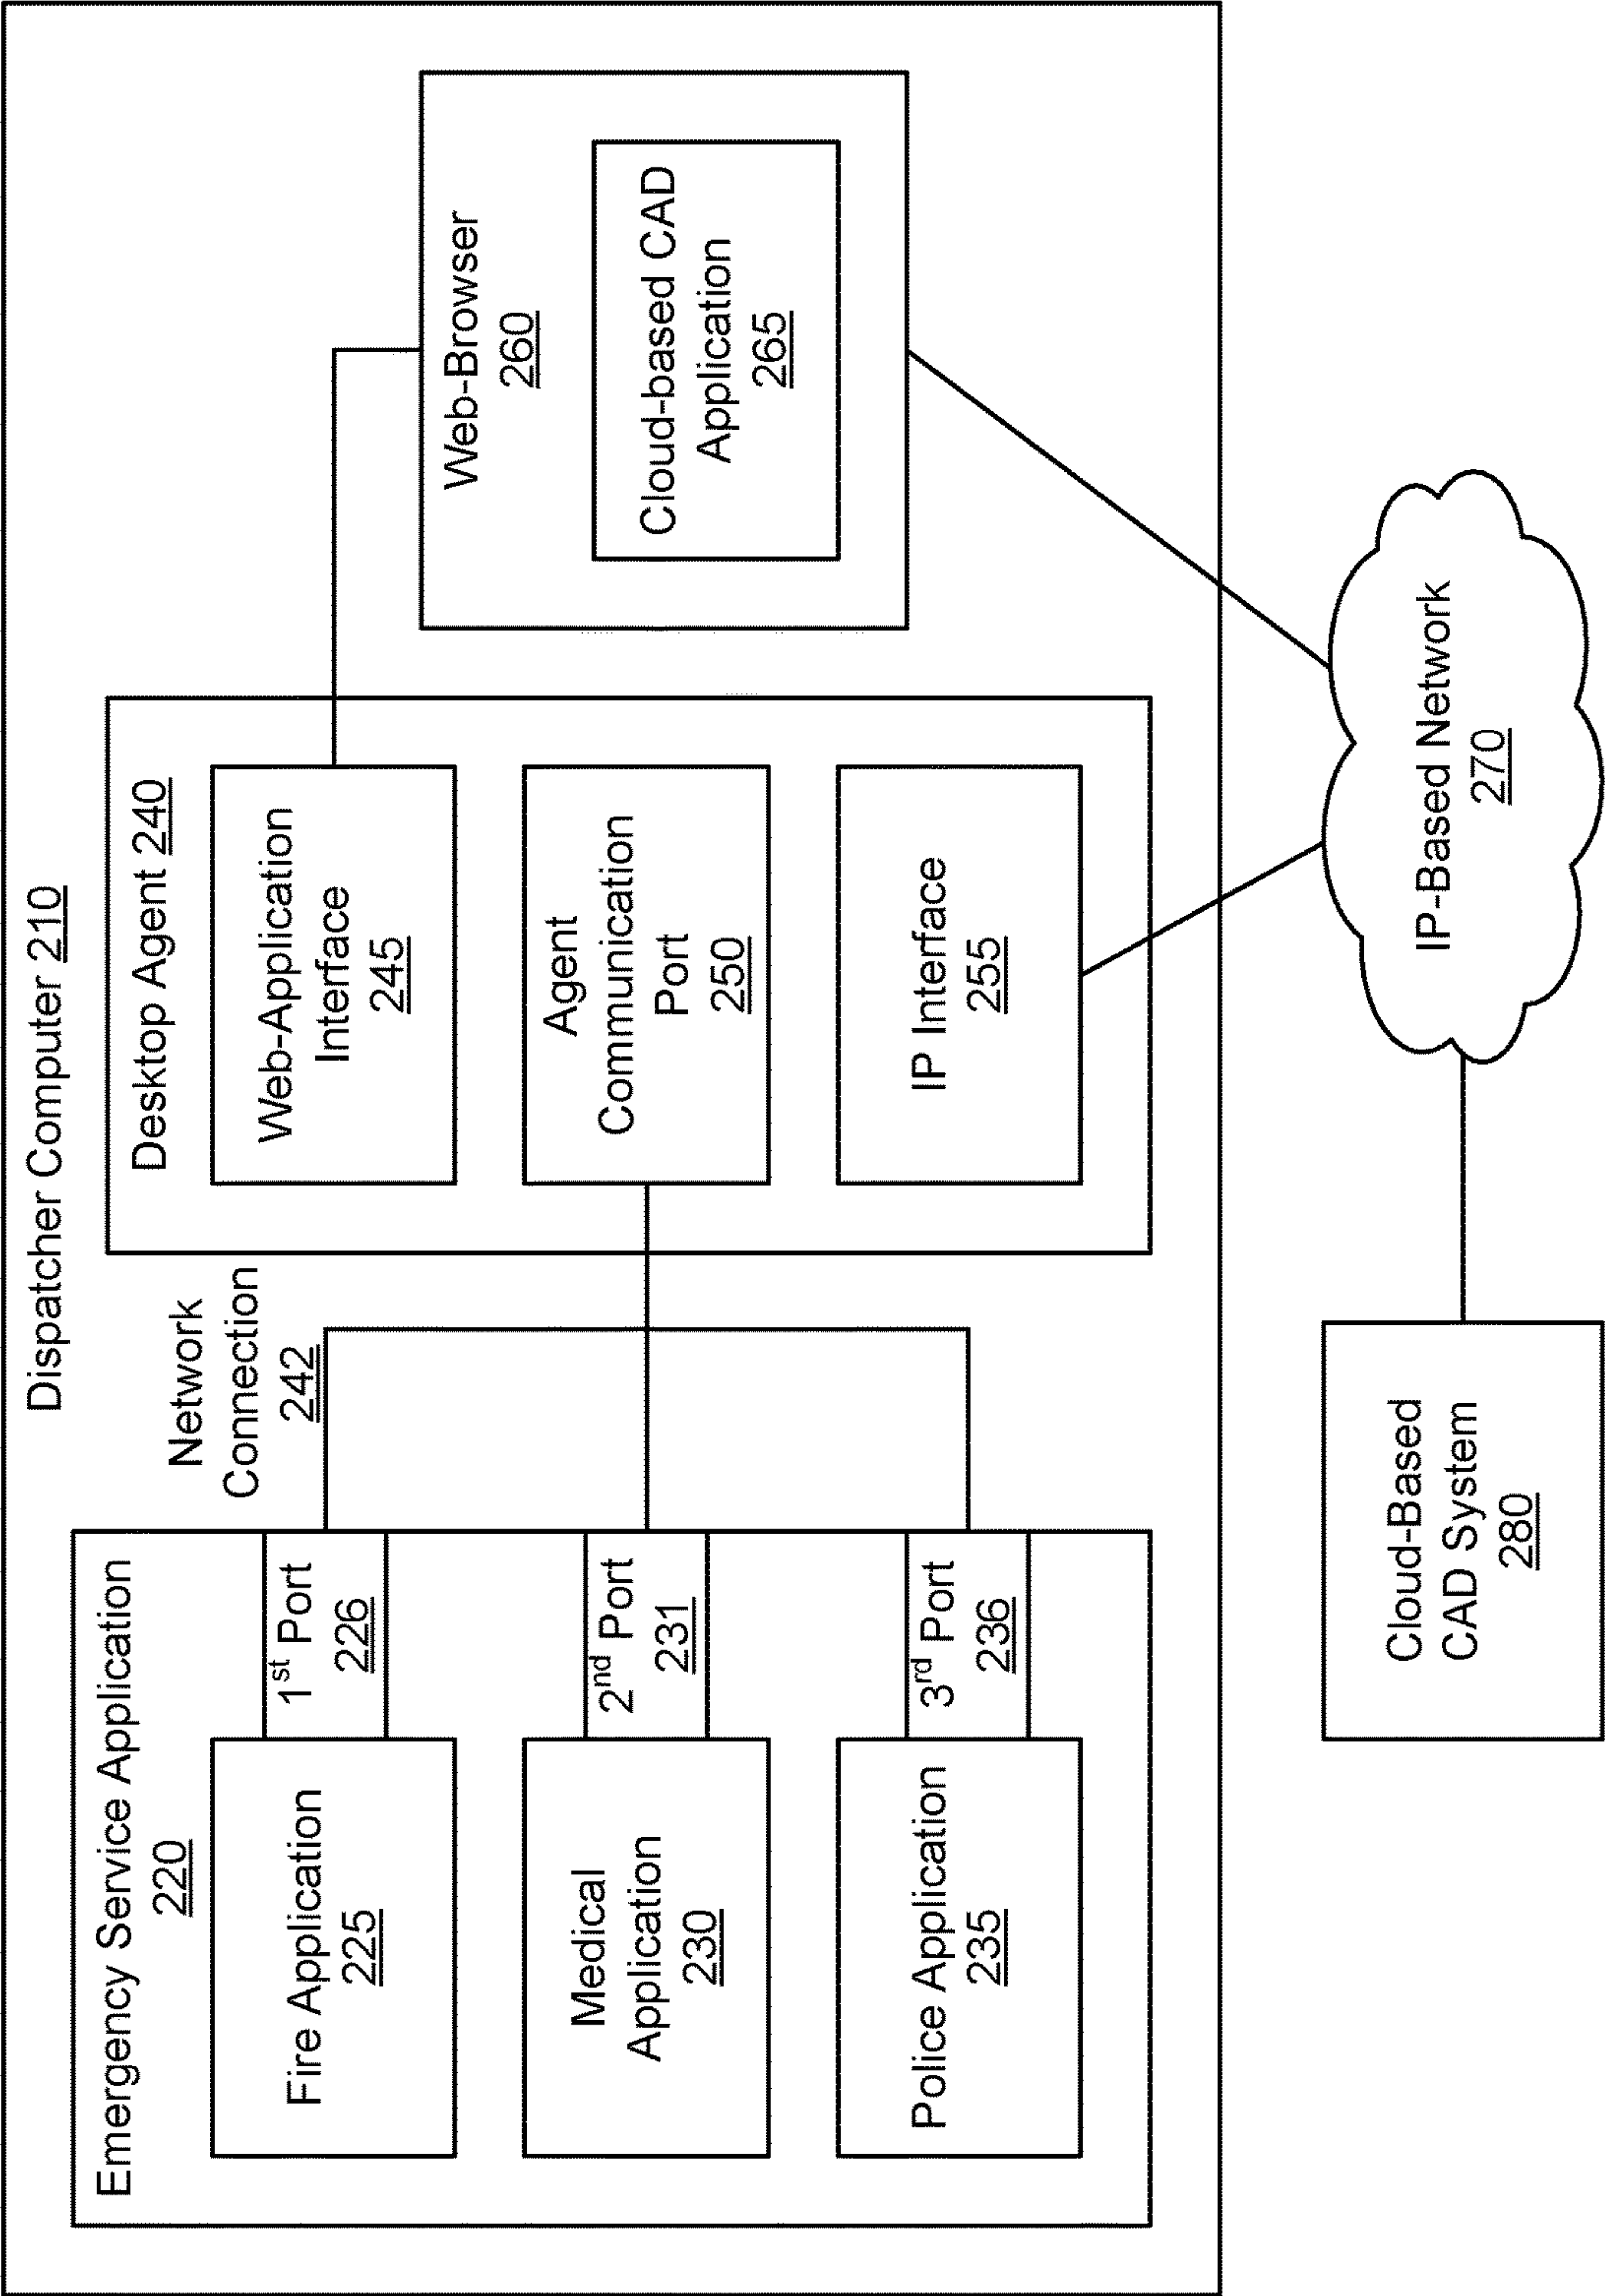 Dispatcher Computer 210
Emergency Service Application
220
Fire Application
225
1st Port
226
Medical
Application
230
2nd Port
231
Police Application
235
3rd Port
236
Network
Connection
242
Desktop Agent 240
Web-Application
Interface
245
Agent
Communication
Port
250
IP Interface
255
Web-Browser
260
Cloud-based CAD
Application
265
Cloud-Based
CAD System
280
IP-Based Network
270